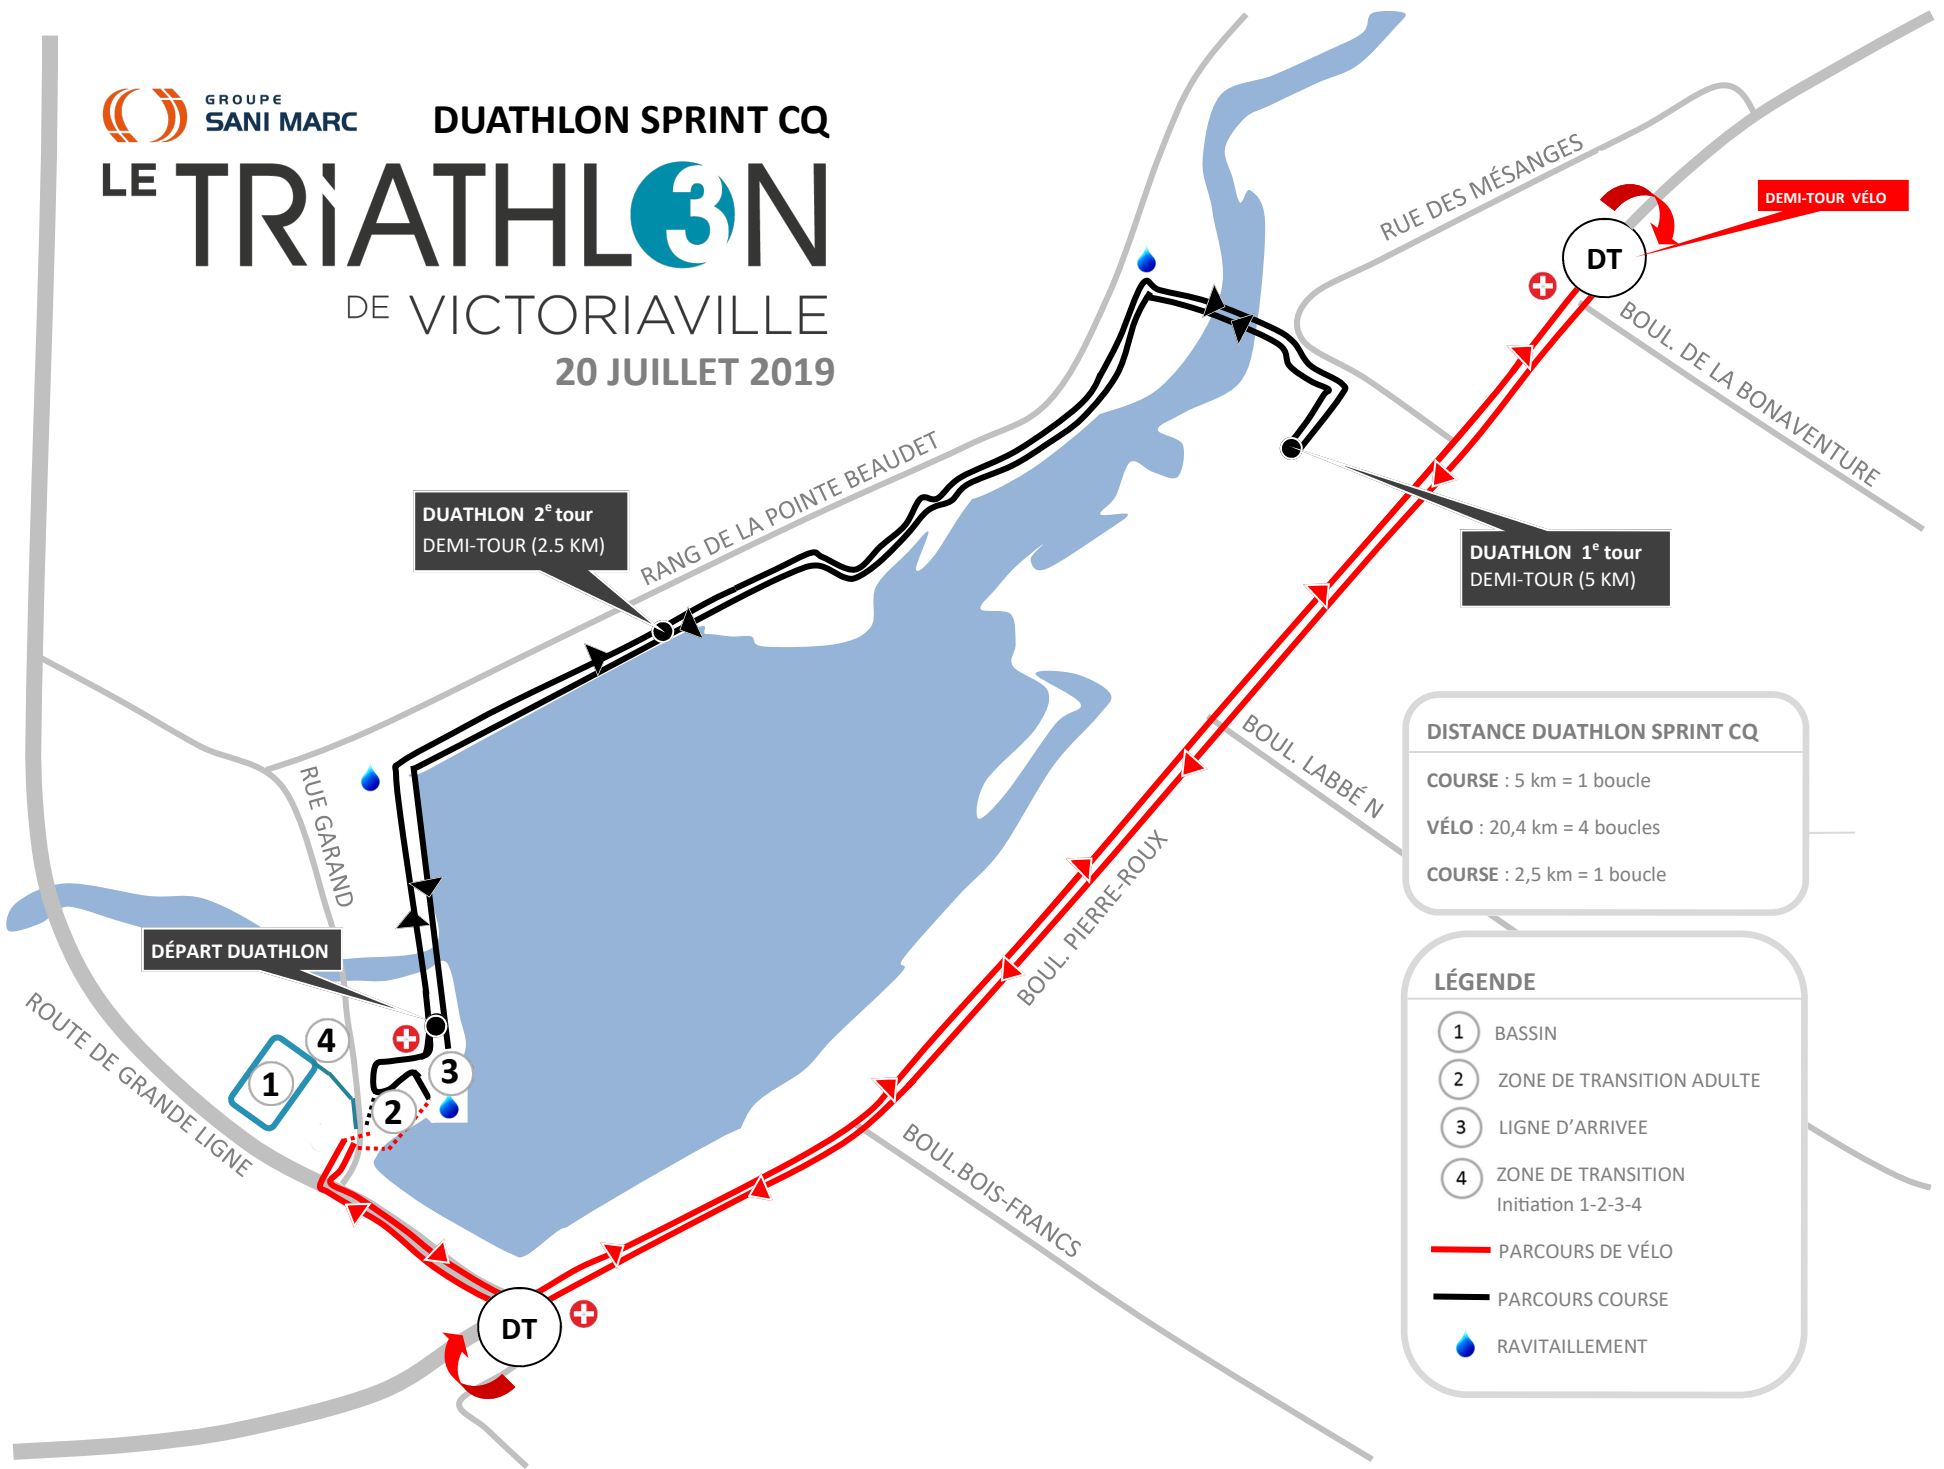 GROUPE
SANI MARC
DUATHLON SPRINT CQ
LE TRiATHL3N
DE VICTORIAVILLE
20 JUILLET 2019
RUE DES MÉSANGES
DEMI-TOUR VÉLO
DT
BOUL. DE LA BONAVENTURE
RANG DE LA POINTE BEAUDET
DUATHLON 2e tour
DEMI-TOUR (2.5 KM)
DUATHLON 1e tour
DEMI-TOUR (5 KM)
BOUL. LABBÉ N
RUE GARAND
BOUL. PIERRE-ROUX
DISTANCE DUATHLON SPRINT CQ
COURSE : 5 km = 1 boucle
VÉLO : 20,4 km = 4 boucles
COURSE : 2,5 km = 1 boucle
DÉPART DUATHLON
ROUTE DE GRANDE LIGNE
4
1
3
2
BOUL.BOIS-FRANCS
DT
LÉGENDE
1 BASSIN
2 ZONE DE TRANSITION ADULTE
3 LIGNE D'ARRIVEE
4 ZONE DE TRANSITION
Initiation 1-2-3-4
PARCOURS DE VÉLO
PARCOURS COURSE
RAVITAILLEMENT